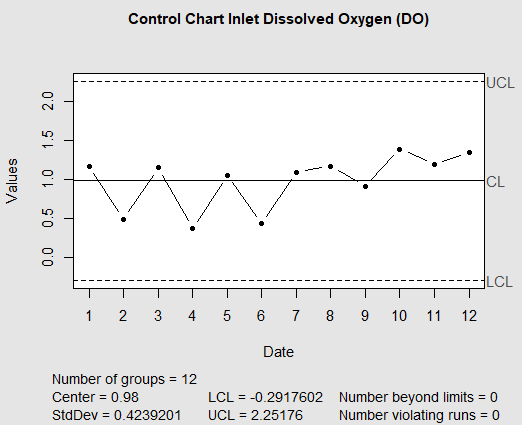 Control Chart Inlet Dissolved Oxygen (DO)
UCL
CL
LCL
Values
2.0
1.5
1.0
0.5
0.0
1 2 3 4 5 6 7 8 9 10 11 12
Date
Number of groups = 12
Center = 0.98 LCL = -0.2917602 Number beyond limits = 0
StdDev = 0.4239201 UCL = 2.25176 Number violating runs = 0